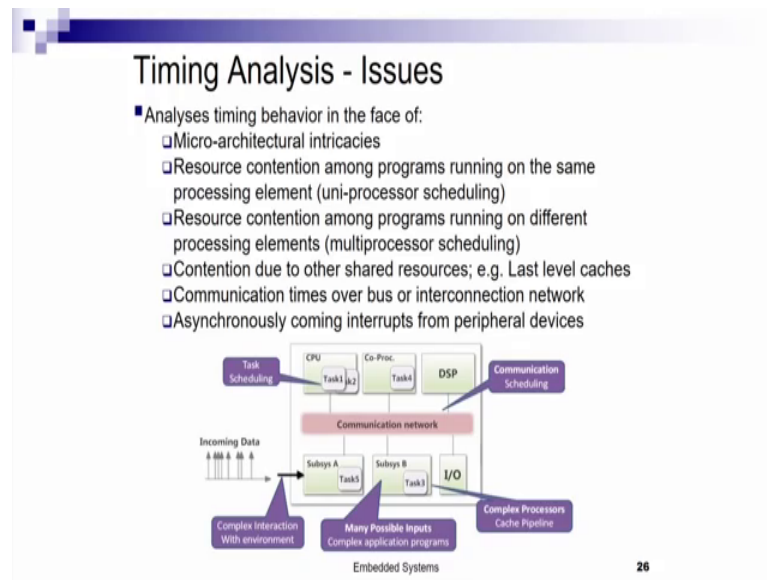 Timing Analysis - Issues
Analyses timing behavior in the face of:
Micro-architectural intricacies
Resource contention among programs running on the same
processing element (uni-processor scheduling)
Resource contention among programs running on different
processing elements (multiprocessor scheduling)
Contention due to other shared resources; e.g. Last level caches
Communication times over bus or interconnection network
Asynchronously coming interrupts from peripheral devices
Task
Scheduling
CPU
Task1
k2
Co-Proc.
Task4
DSP
Communication
Scheduling
Communication network
Incoming Data
Subsys A
Task5
Subsys B
Task3
I/O
Complex Interaction
With environment
Many Possible Inputs
Complex application programs
Complex Processors
Cache Pipeline
Embedded Systems
26